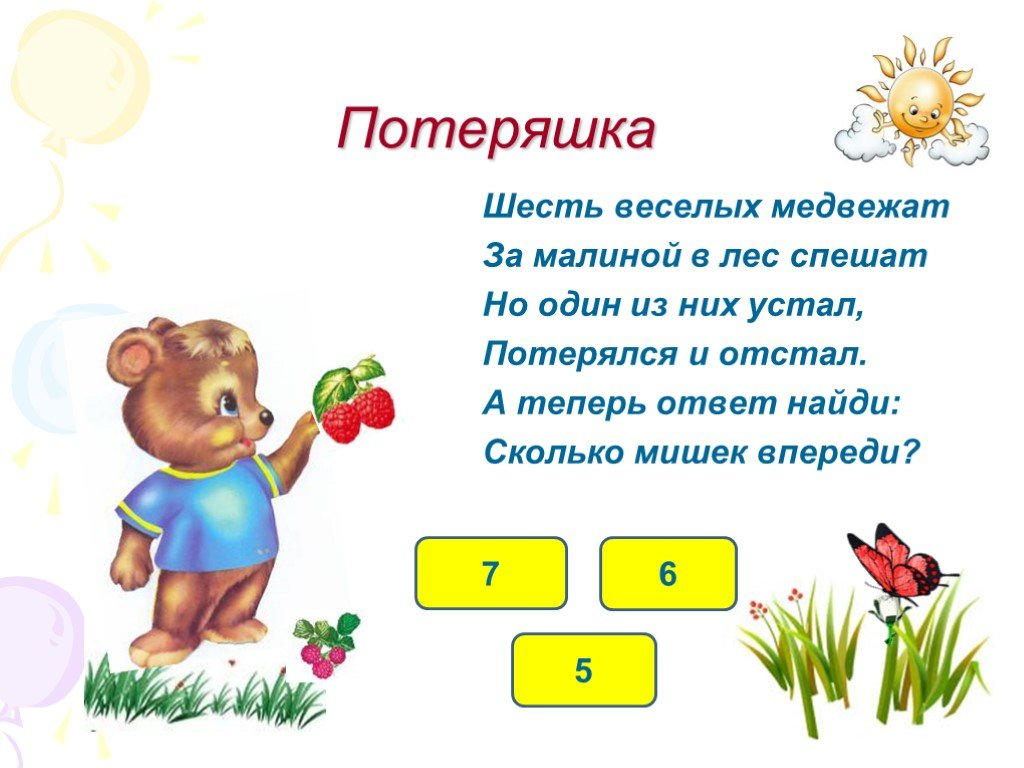 Потеряшка
Шесть веселых медвежат
За малиной в лес спешат
Но один из них устал,
Потерялся и отстал.
А теперь ответ найди:
Сколько мишек впереди?
7
6
5